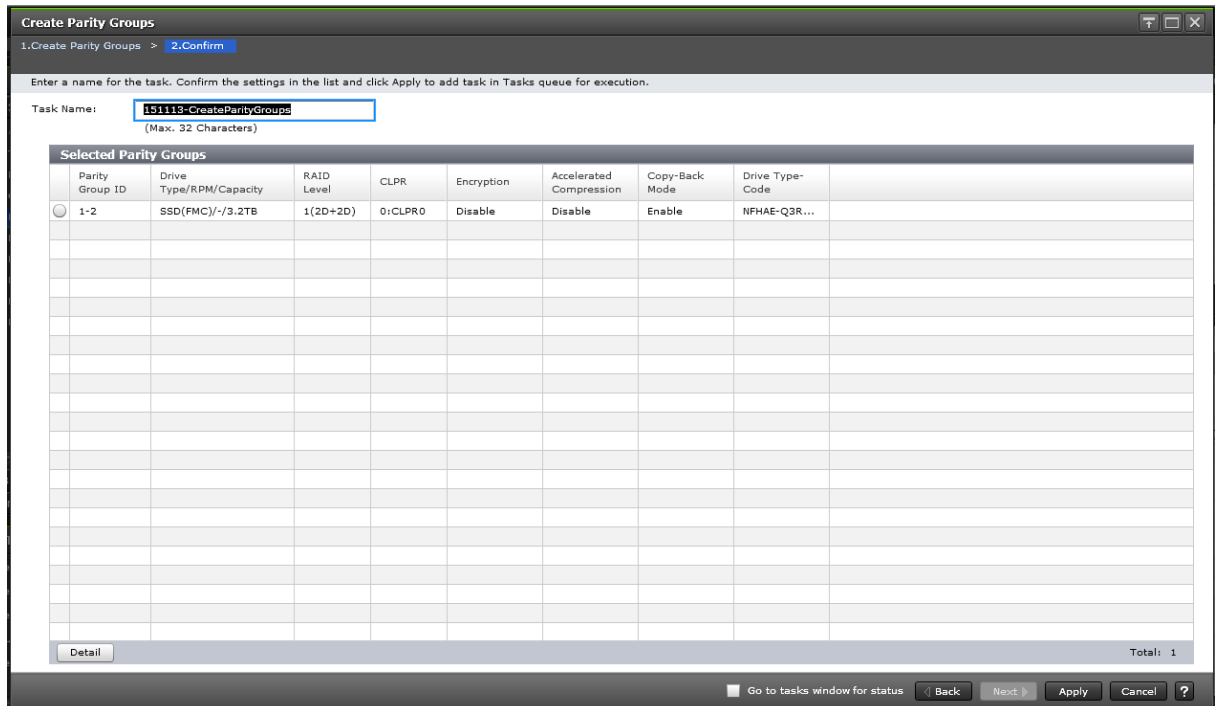 Create Parity Groups
1.Create Parity Groups > 2.Confirm
Enter a name for the task. Confirm the settings in the list and click Apply to add task in Tasks queue for execution.
Task Name: 151113-CreateParityGroups
(Max. 32 Characters)
Selected Parity Groups
Parity Group ID Drive Type/RPM/Capacity RAID Level CLPR Encryption Accelerated Compression Copy-Back Mode Drive Type-Code
1-2 SSD(FMC)/-/3.2TB 1(2D+2D) 0:CLPR0 Disable Disable Enable NFHAE-Q3R...
Detail Total: 1
Go to tasks window for status Back Next Apply Cancel ?